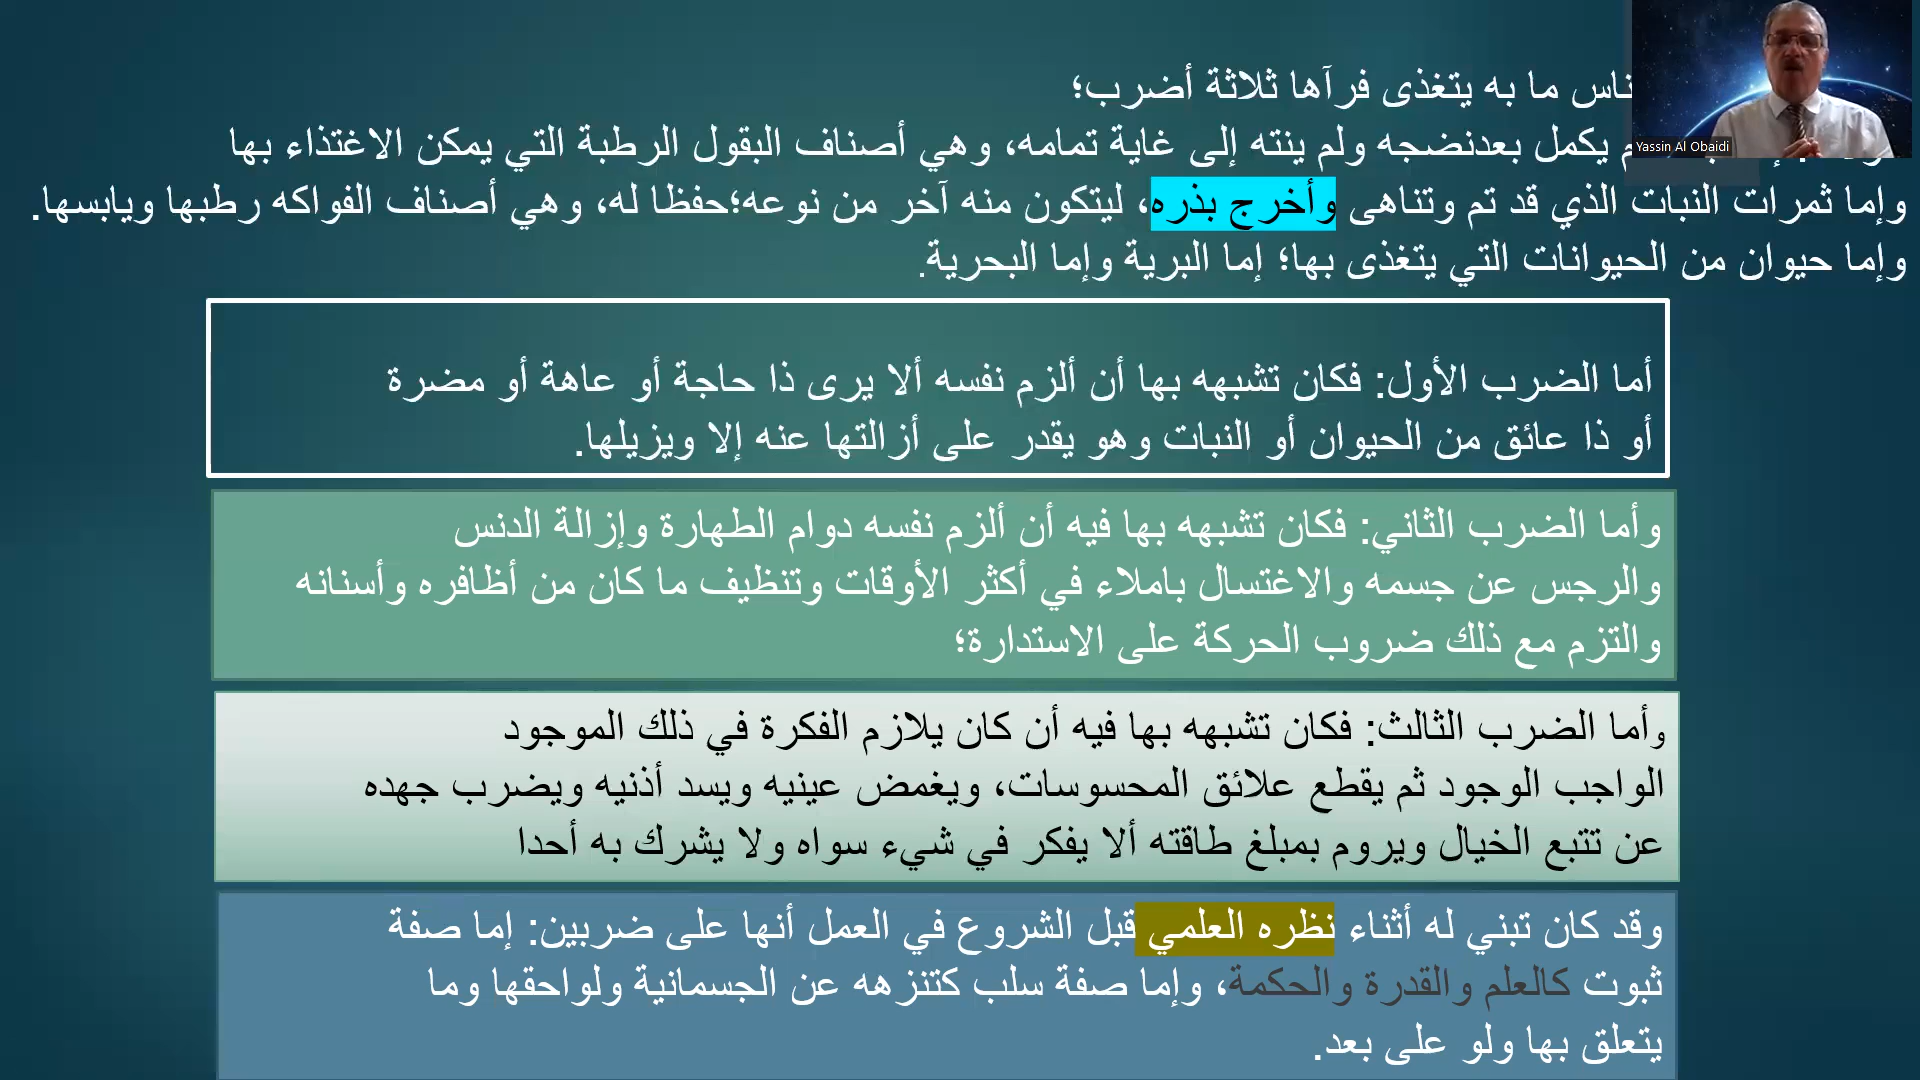 ناس ما به يتغذى فرآها ثلاثة أضرب؛
يكمل بعدنضجه ولم ينته إلى غاية تمامه، وهي أصناف البقول الرطبة التي يمكن الاغتذاء بها
وإما ثمرات النبات الذي قد تم وتناهى وأخرج بذره، ليتكون منه آخر من نوعه؛حفظا له، وهي أصناف الفواكه رطبها ويابسها.
وإما حيوان من الحيوانات التي يتغذى بها؛ إما البرية وإما البحرية.
Yassin Al Obaidi
أما الضرب الأول: فكان تشبهه بها أن ألزم نفسه ألا يرى ذا حاجة أو عاهة أو مضرة
أو ذا عائق من الحيوان أو النبات وهو يقدر على أزالتها عنه إلا ويزيلها.
وأما الضرب الثاني: فكان تشبهه بها فيه أن ألزم نفسه دوام الطهارة وإزالة الدنس
والرجس عن جسمه والاغتسال باملاء في أكثر الأوقات وتنظيف ما كان من أظافره وأسنانه
والتزم مع ذلك ضروب الحركة على الاستدارة؛
وأما الضرب الثالث: فكان تشبهه بها فيه أن كان يلازم الفكرة في ذلك الموجود
الواجب الوجود ثم يقطع علائق المحسوسات، ويغمض عينيه ويسد أذنيه ويضرب جهده
عن تتبع الخيال ويروم بمبلغ طاقته ألا يفكر في شيء سواه ولا يشرك به أحدا
وقد كان تبني له أثناء نظره العلمي قبل الشروع في العمل أنها على ضربين: إما صفة
ثبوت كالعلم والقدرة والحكمة، وإما صفة سلب كتنزهه عن الجسمانية ولواحقها وما
يتعلق بها ولو على بعد.